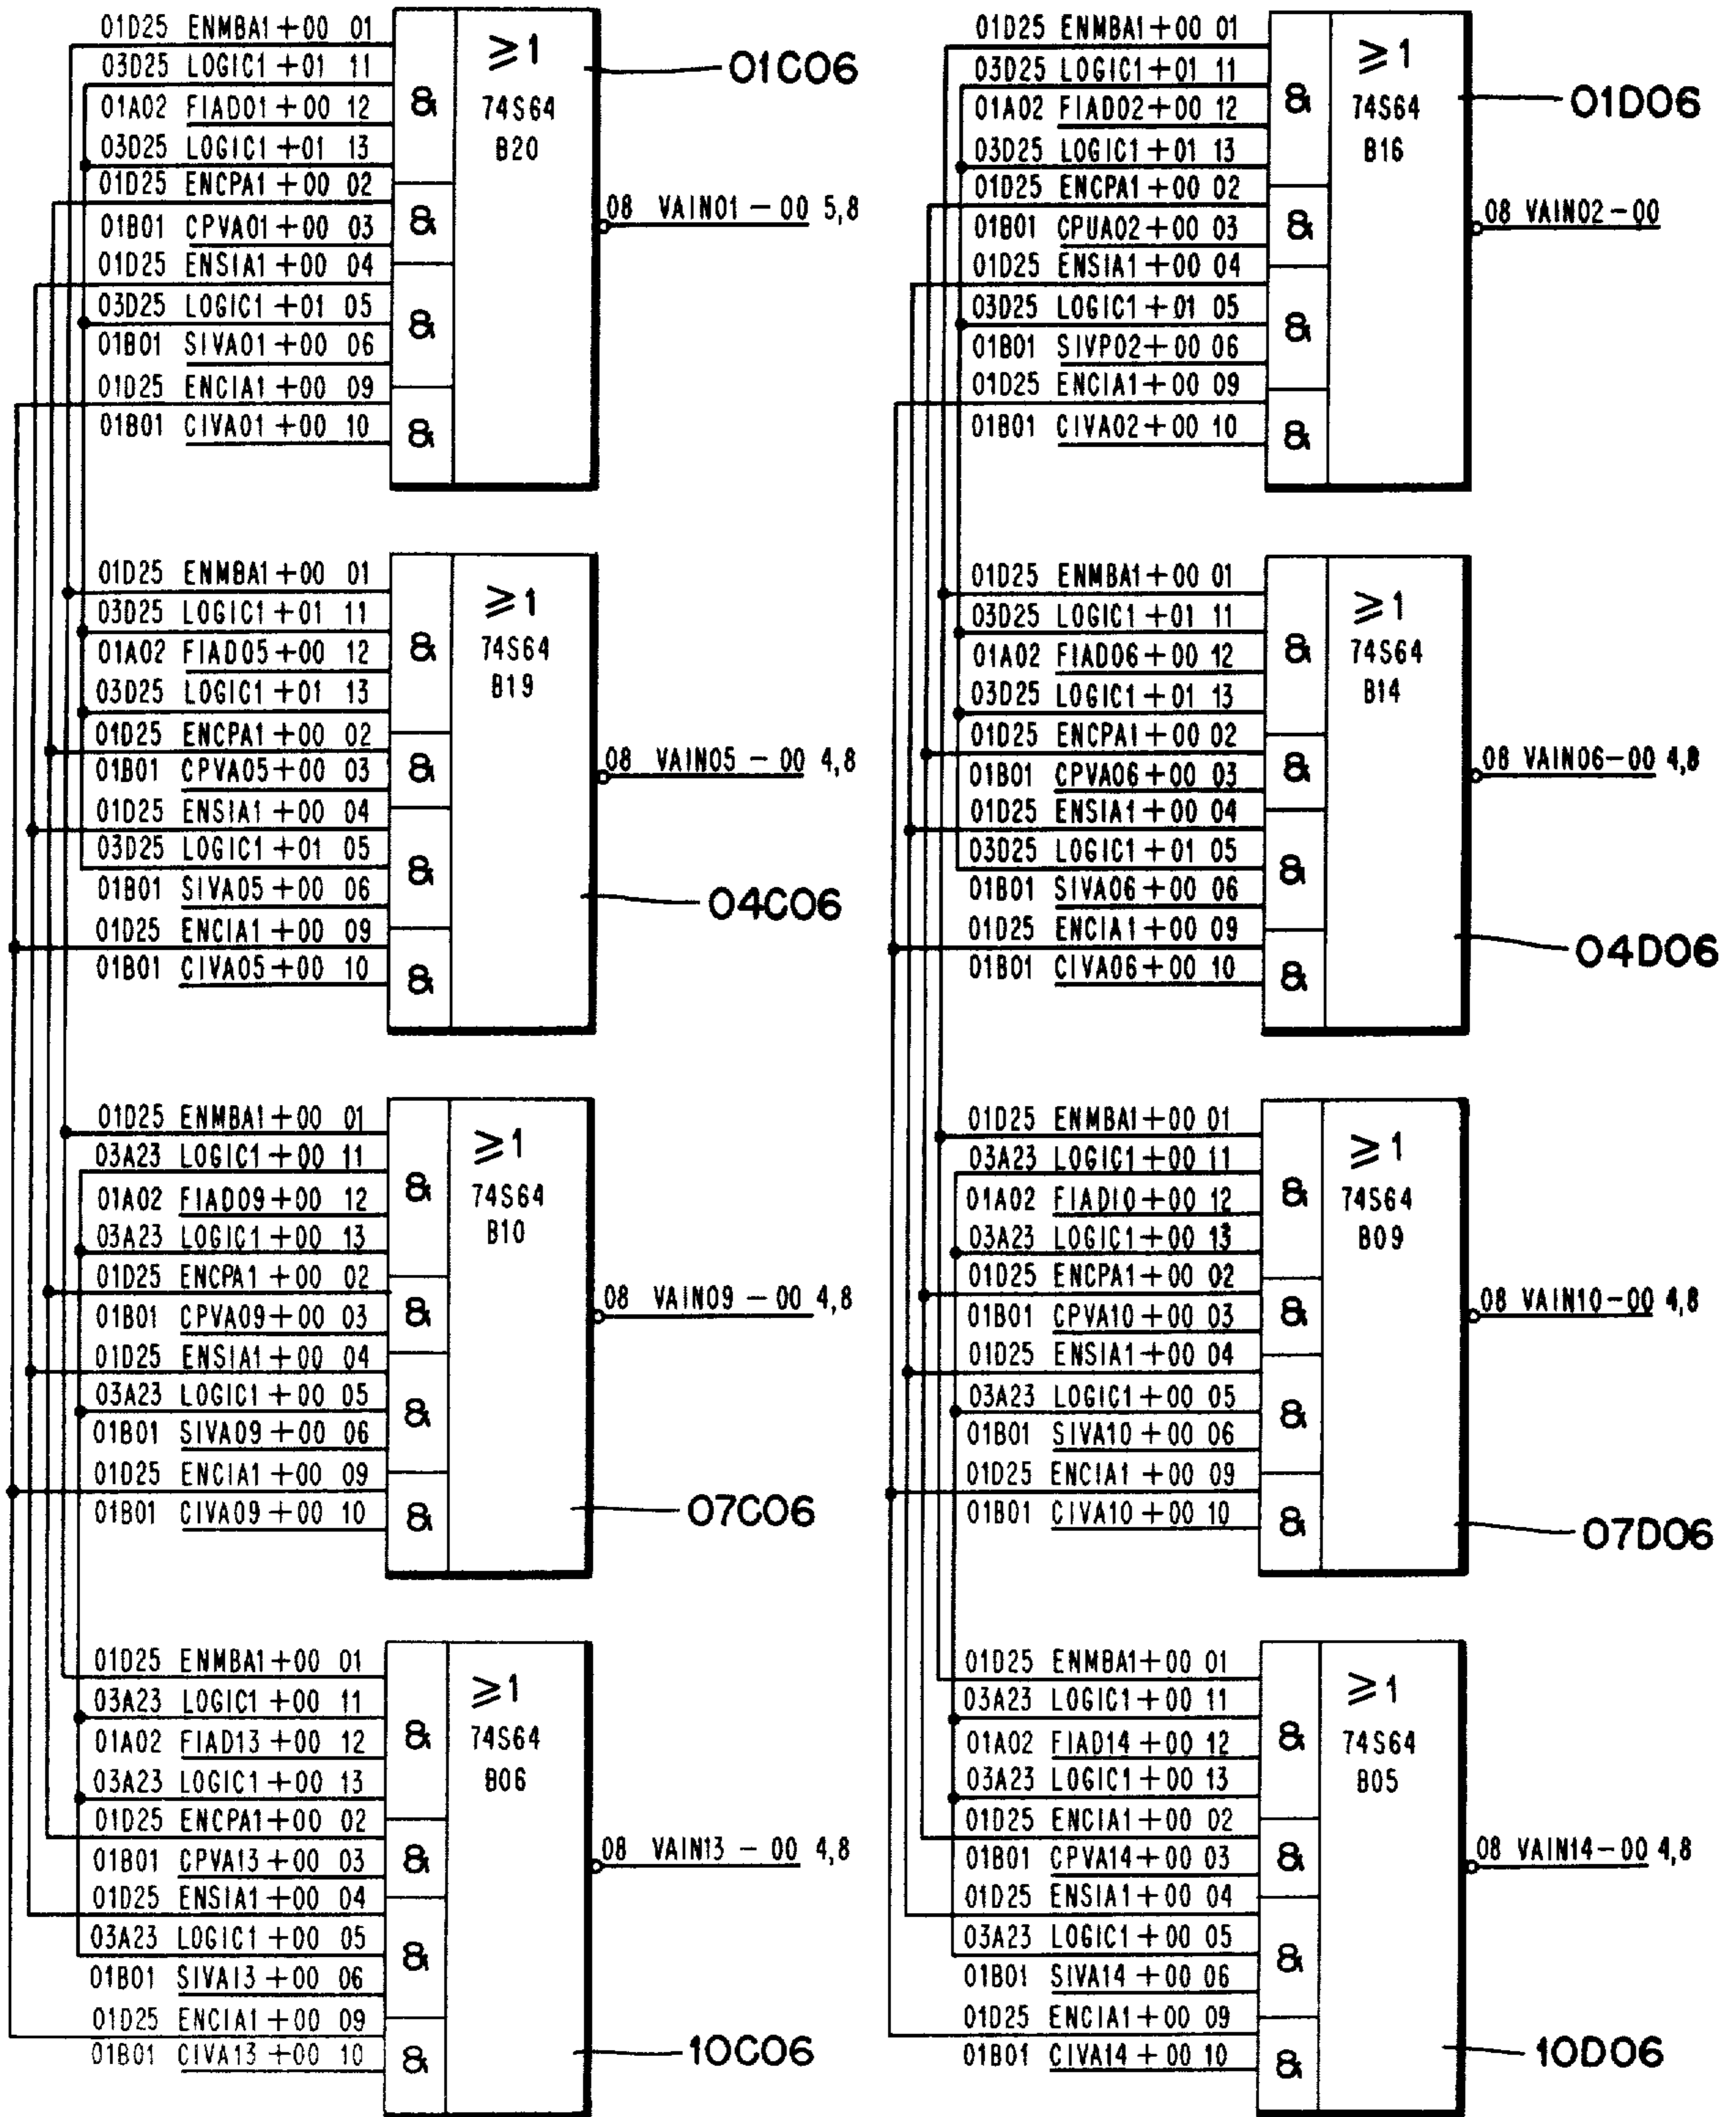 01D25 ENMBA1+00 01
03D25 LOGIC1+01 11
01A02 FIAD01+00 12
03D25 LOGIC1+01 13
01D25 ENCPA1+00 02
01B01 CPVA01+00 03
01D25 ENSIA1+00 04
03D25 LOGIC1+01 05
01B01 SIVA01+00 06
01D25 ENCIA1+00 09
01B01 CIVA01+00 10
&
&
&
&
≥1
74S64
B20
01C06
08 VAIN01-00 5,8
01D25 ENMBA1+00 01
03D25 LOGIC1+01 11
01A02 FIAD02+00 12
03D25 LOGIC1+01 13
01D25 ENCPA1+00 02
01B01 CPUA02+00 03
01D25 ENSIA1+00 04
03D25 LOGIC1+01 05
01B01 SIVP02+00 06
01D25 ENCIA1+00 09
01B01 CIVA02+00 10
&
&
&
&
≥1
74S64
B16
01D06
08 VAIN02-00
01D25 ENMBA1+00 01
03D25 LOGIC1+01 11
01A02 FIAD05+00 12
03D25 LOGIC1+01 13
01D25 ENCPA1+00 02
01B01 CPVA05+00 03
01D25 ENSIA1+00 04
03D25 LOGIC1+01 05
01B01 SIVA05+00 06
01D25 ENCIA1+00 09
01B01 CIVA05+00 10
&
&
&
&
≥1
74S64
B19
08 VAIN05-00 4,8
04C06
01D25 ENMBA1+00 01
03D25 LOGIC1+01 11
01A02 FIAD06+00 12
03D25 LOGIC1+01 13
01D25 ENCPA1+00 02
01B01 CPVA06+00 03
01D25 ENSIA1+00 04
03D25 LOGIC1+01 05
01B01 SIVA06+00 06
01D25 ENCIA1+00 09
01B01 CIVA06+00 10
&
&
&
&
≥1
74S64
B14
08 VAIN06-00 4,8
04D06
01D25 ENMBA1+00 01
03A23 LOGIC1+00 11
01A02 FIAD09+00 12
03A23 LOGIC1+00 13
01D25 ENCPA1+00 02
01B01 CPVA09+00 03
01D25 ENSIA1+00 04
03A23 LOGIC1+00 05
01B01 SIVA09+00 06
01D25 ENCIA1+00 09
01B01 CIVA09+00 10
&
&
&
&
≥1
74S64
B10
08 VAIN09-00 4,8
07C06
01D25 ENMBA1+00 01
03A23 LOGIC1+00 11
01A02 FIAD10+00 12
03A23 LOGIC1+00 13
01D25 ENCPA1+00 02
01B01 CPVA10+00 03
01D25 ENSIA1+00 04
03A23 LOGIC1+00 05
01B01 SIVA10+00 06
01D25 ENCIA1+00 09
01B01 CIVA10+00 10
&
&
&
&
≥1
74S64
B09
08 VAIN10-00 4,8
07D06
01D25 ENMBA1+00 01
03A23 LOGIC1+00 11
01A02 FIAD13+00 12
03A23 LOGIC1+00 13
01D25 ENCPA1+00 02
01B01 CPVA13+00 03
01D25 ENSIA1+00 04
03A23 LOGIC1+00 05
01B01 SIVA13+00 06
01D25 ENCIA1+00 09
01B01 CIVA13+00 10
&
&
&
&
≥1
74S64
B06
08 VAIN13-00 4,8
10C06
01D25 ENMBA1+00 01
03A23 LOGIC1+00 11
01A02 FIAD14+00 12
03A23 LOGIC1+00 13
01D25 ENCIA1+00 02
01B01 CPVA14+00 03
01D25 ENSIA1+00 04
03A23 LOGIC1+00 05
01B01 SIVA14+00 06
01D25 ENCIA1+00 09
01B01 CIVA14+00 10
&
&
&
&
≥1
74S64
B05
08 VAIN14-00 4,8
10D06